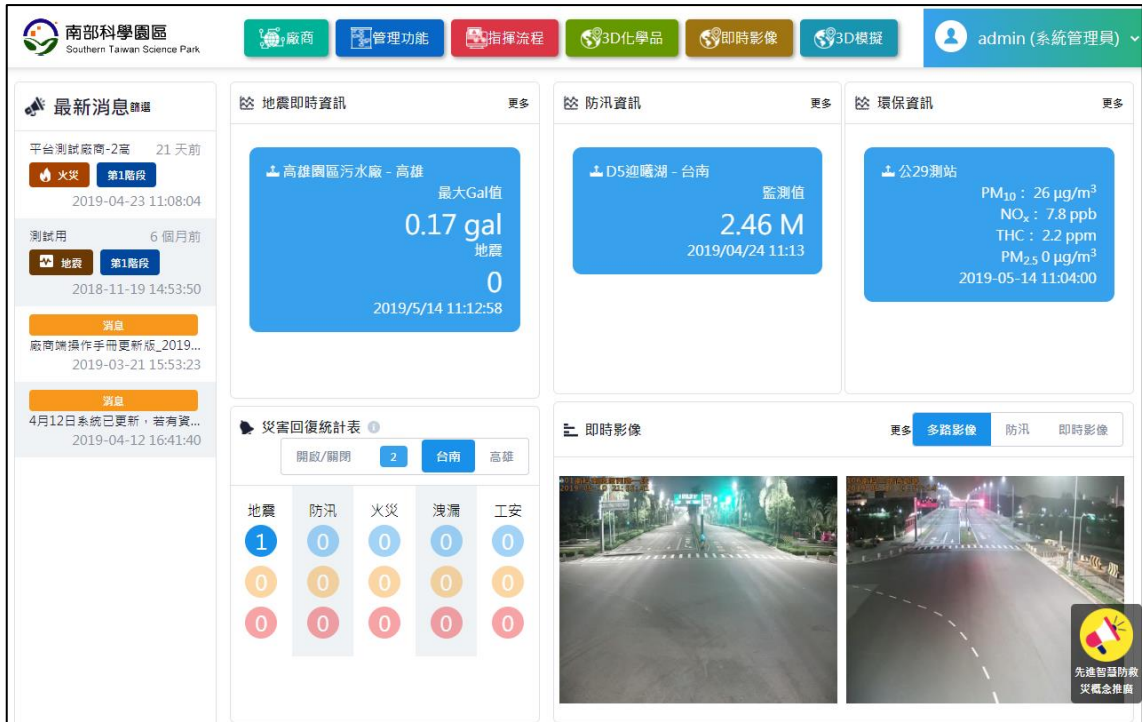 南部科學園區
Southern Taiwan Science Park
廠商
管理功能
指揮流程
3D化學品
即時影像
3D模擬
admin (系統管理員)
最新消息篩選
平台測試廠商-2高 21 天前
火災 第1階段
2019-04-23 11:08:04
測試用 6 個月前
地震 第1階段
2018-11-19 14:53:50
消息
廠商端操作手冊更新版_2019...
2019-03-21 15:53:23
消息
4月12日系統已更新，若有資...
2019-04-12 16:41:40
地震即時資訊 更多
高雄園區污水廠 - 高雄
最大Gal值
0.17 gal
地震
0
2019/5/14 11:12:58
防汛資訊 更多
D5迎曦湖 - 台南
監測值
2.46 M
2019/04/24 11:13
環保資訊 更多
公29測站
PM10 : 26 μg/m³
NOx : 7.8 ppb
THC : 2.2 ppm
PM2.5 0 μg/m³
2019-05-14 11:04:00
災害回復統計表
開啟/關閉 2 台南 高雄
地震 防汛 火災 洩漏 工安
1 0 0 0 0
0 0 0 0 0
0 0 0 0 0
即時影像 更多 多路影像 防汛 即時影像
先進智慧防救
災概念推廣